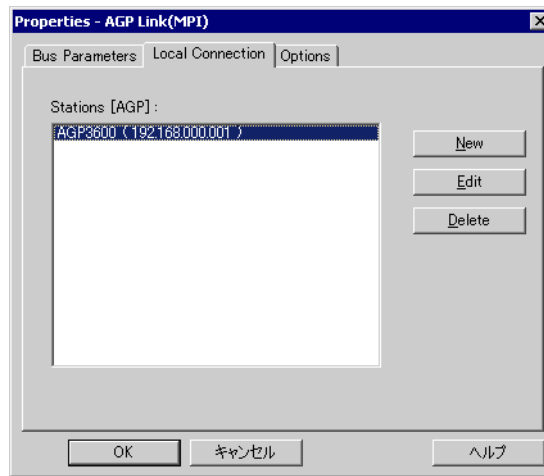 Properties - AGP Link(MPI)
Bus Parameters Local Connection Options
Stations [AGP] :
AGP3600 ( 192.168.000.001 )
New
Edit
Delete
OK キャンセル ヘルプ